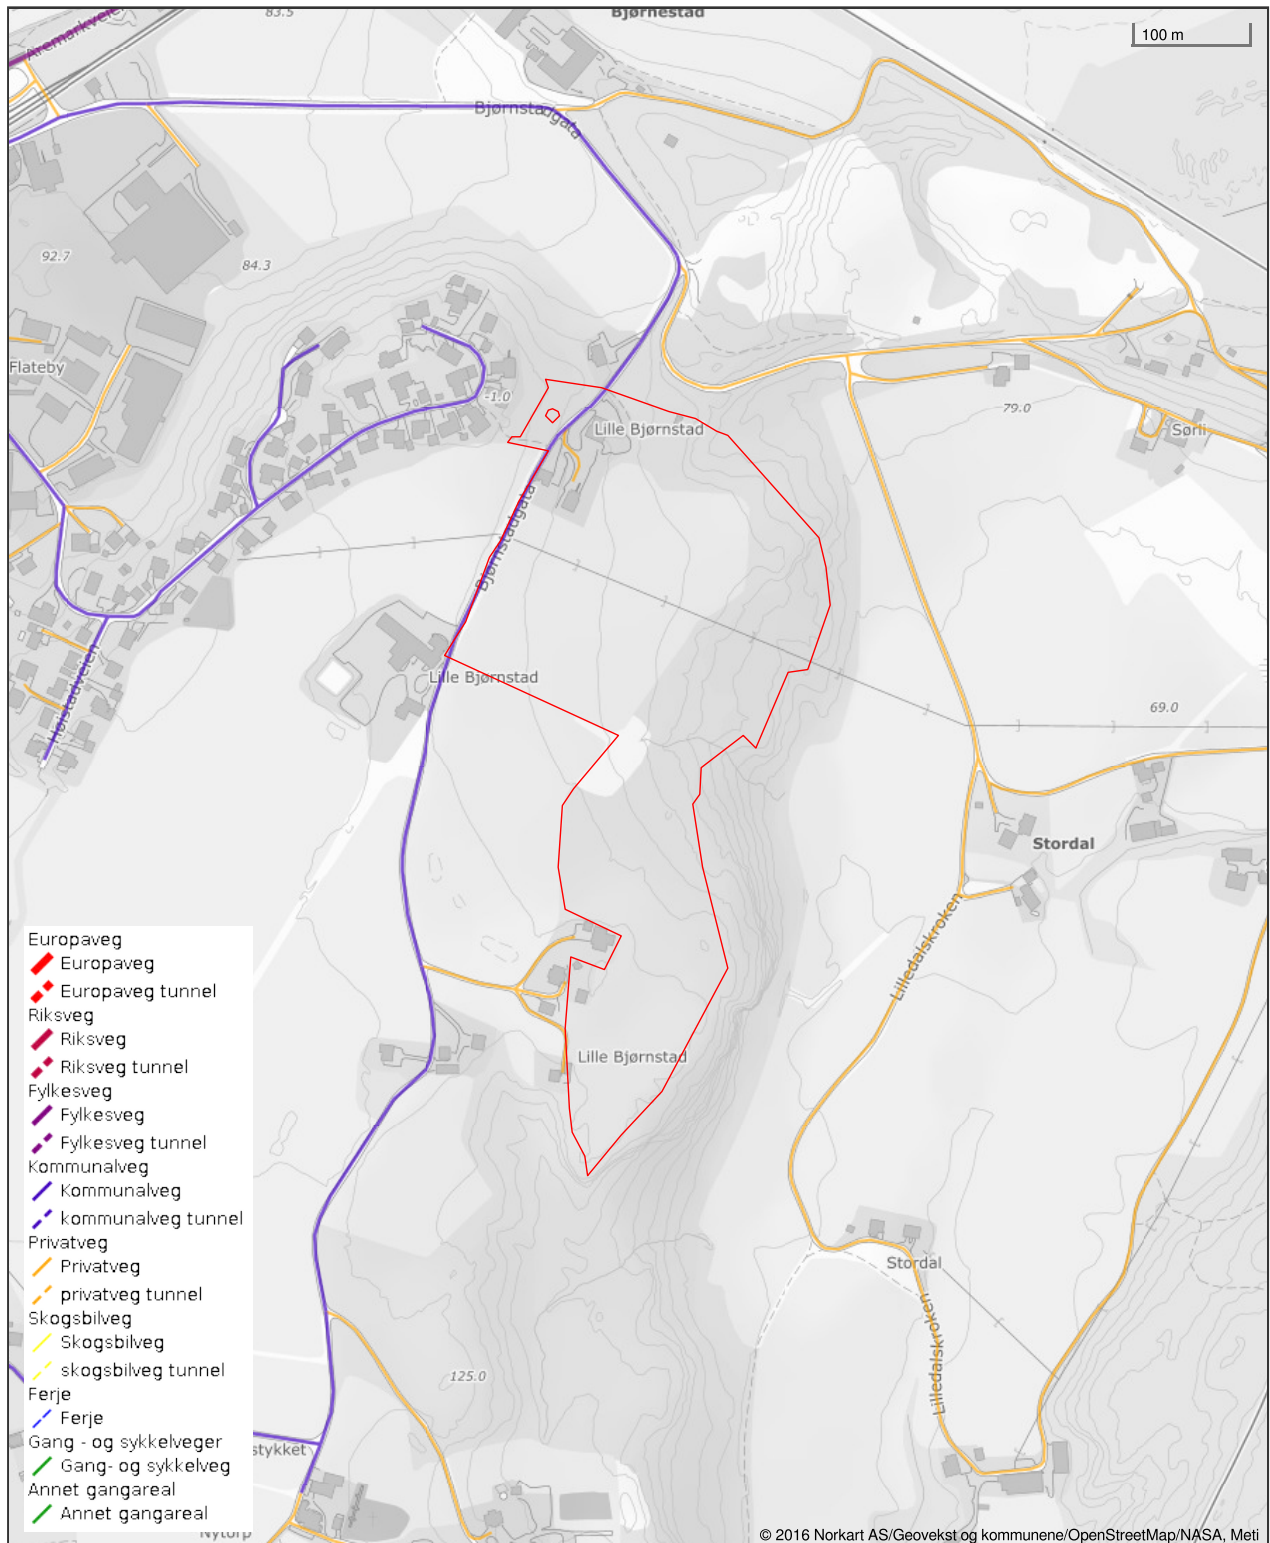 83.5
Bjørnestad
Aremarkveien
100 m
Bjørnstadgata
92.7
84.3
Flateby
-1.0
79.0
Lille Bjørnstad
Sørli
Bjørnstadgata
Lille Bjørnstad
Høistadveien
69.0
Stordal
Lilledalskroken
Lille Bjørnstad
Stordal
Lilledalskroken
125.0
stykket
Nytorp
Europaveg
Europaveg
Europaveg tunnel
Riksveg
Riksveg
Riksveg tunnel
Fylkesveg
Fylkesveg
Fylkesveg tunnel
Kommunalveg
Kommunalveg
kommunalveg tunnel
Privatveg
Privatveg
privatveg tunnel
Skogsbilveg
Skogsbilveg
skogsbilveg tunnel
Ferje
Ferje
Gang - og sykkelveger
Gang- og sykkelveg
Annet gangareal
Annet gangareal
© 2016 Norkart AS/Geovekst og kommunene/OpenStreetMap/NASA, Meti